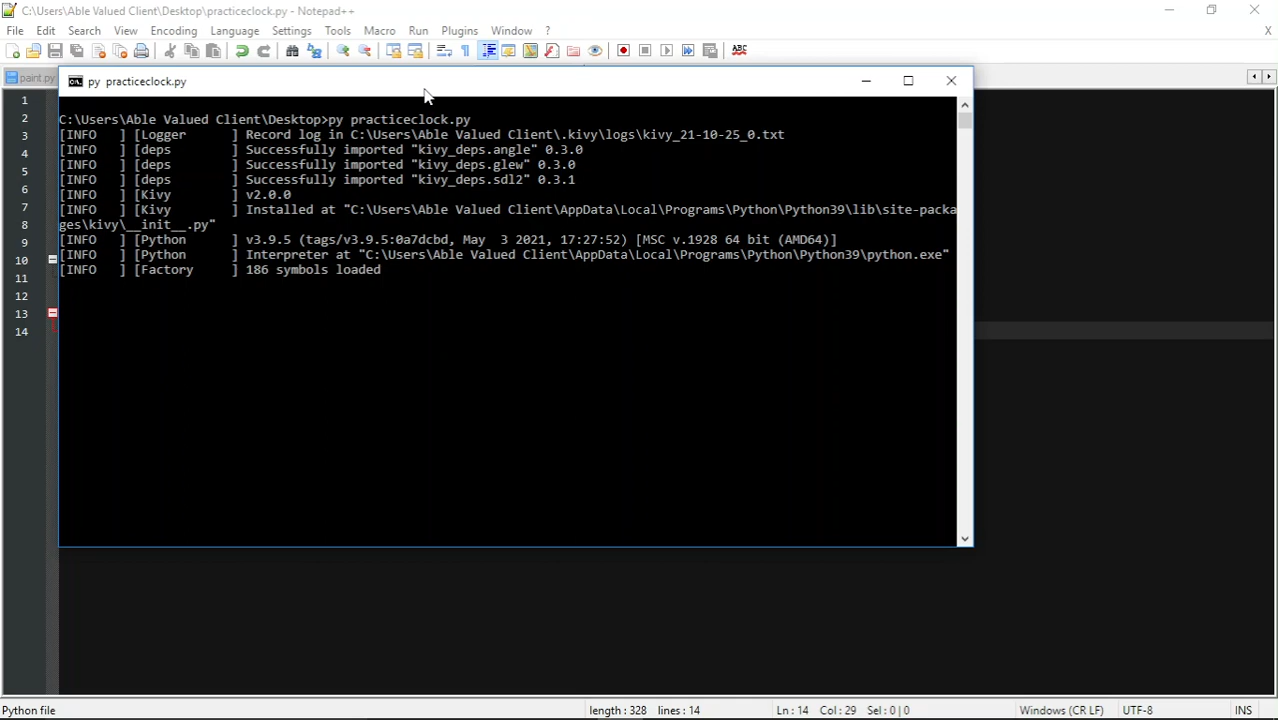 C:\Users\Able Valued Client\Desktop\practiceclock.py - Notepad++
File Edit Search View Encoding Language Settings Tools Macro Run Plugins Window ?
X
ABC
paint.py
py practiceclock.py
C:\Users\Able Valued Client\Desktop>py practiceclock.py
[INFO   ] [Logger      ] Record log in C:\Users\Able Valued Client\.kivy\logs\kivy_21-10-25_0.txt
[INFO   ] [deps        ] Successfully imported "kivy_deps.angle" 0.3.0
[INFO   ] [deps        ] Successfully imported "kivy_deps.glew" 0.3.0
[INFO   ] [deps        ] Successfully imported "kivy_deps.sdl2" 0.3.1
[INFO   ] [Kivy        ] v2.0.0
[INFO   ] [Kivy        ] Installed at "C:\Users\Able Valued Client\AppData\Local\Programs\Python\Python39\lib\site-packa
ges\kivy\__init__.py"
[INFO   ] [Python      ] v3.9.5 (tags/v3.9.5:0a7dcbd, May  3 2021, 17:27:52) [MSC v.1928 64 bit (AMD64)]
[INFO   ] [Python      ] Interpreter at "C:\Users\Able Valued Client\AppData\Local\Programs\Python\Python39\python.exe"
[INFO   ] [Factory     ] 186 symbols loaded
1
2
3
4
5
6
7
8
9
10
11
12
13
14
Python file length : 328 lines : 14 Ln : 14 Col : 29 Sel : 0 | 0 Windows (CR LF) UTF-8 INS